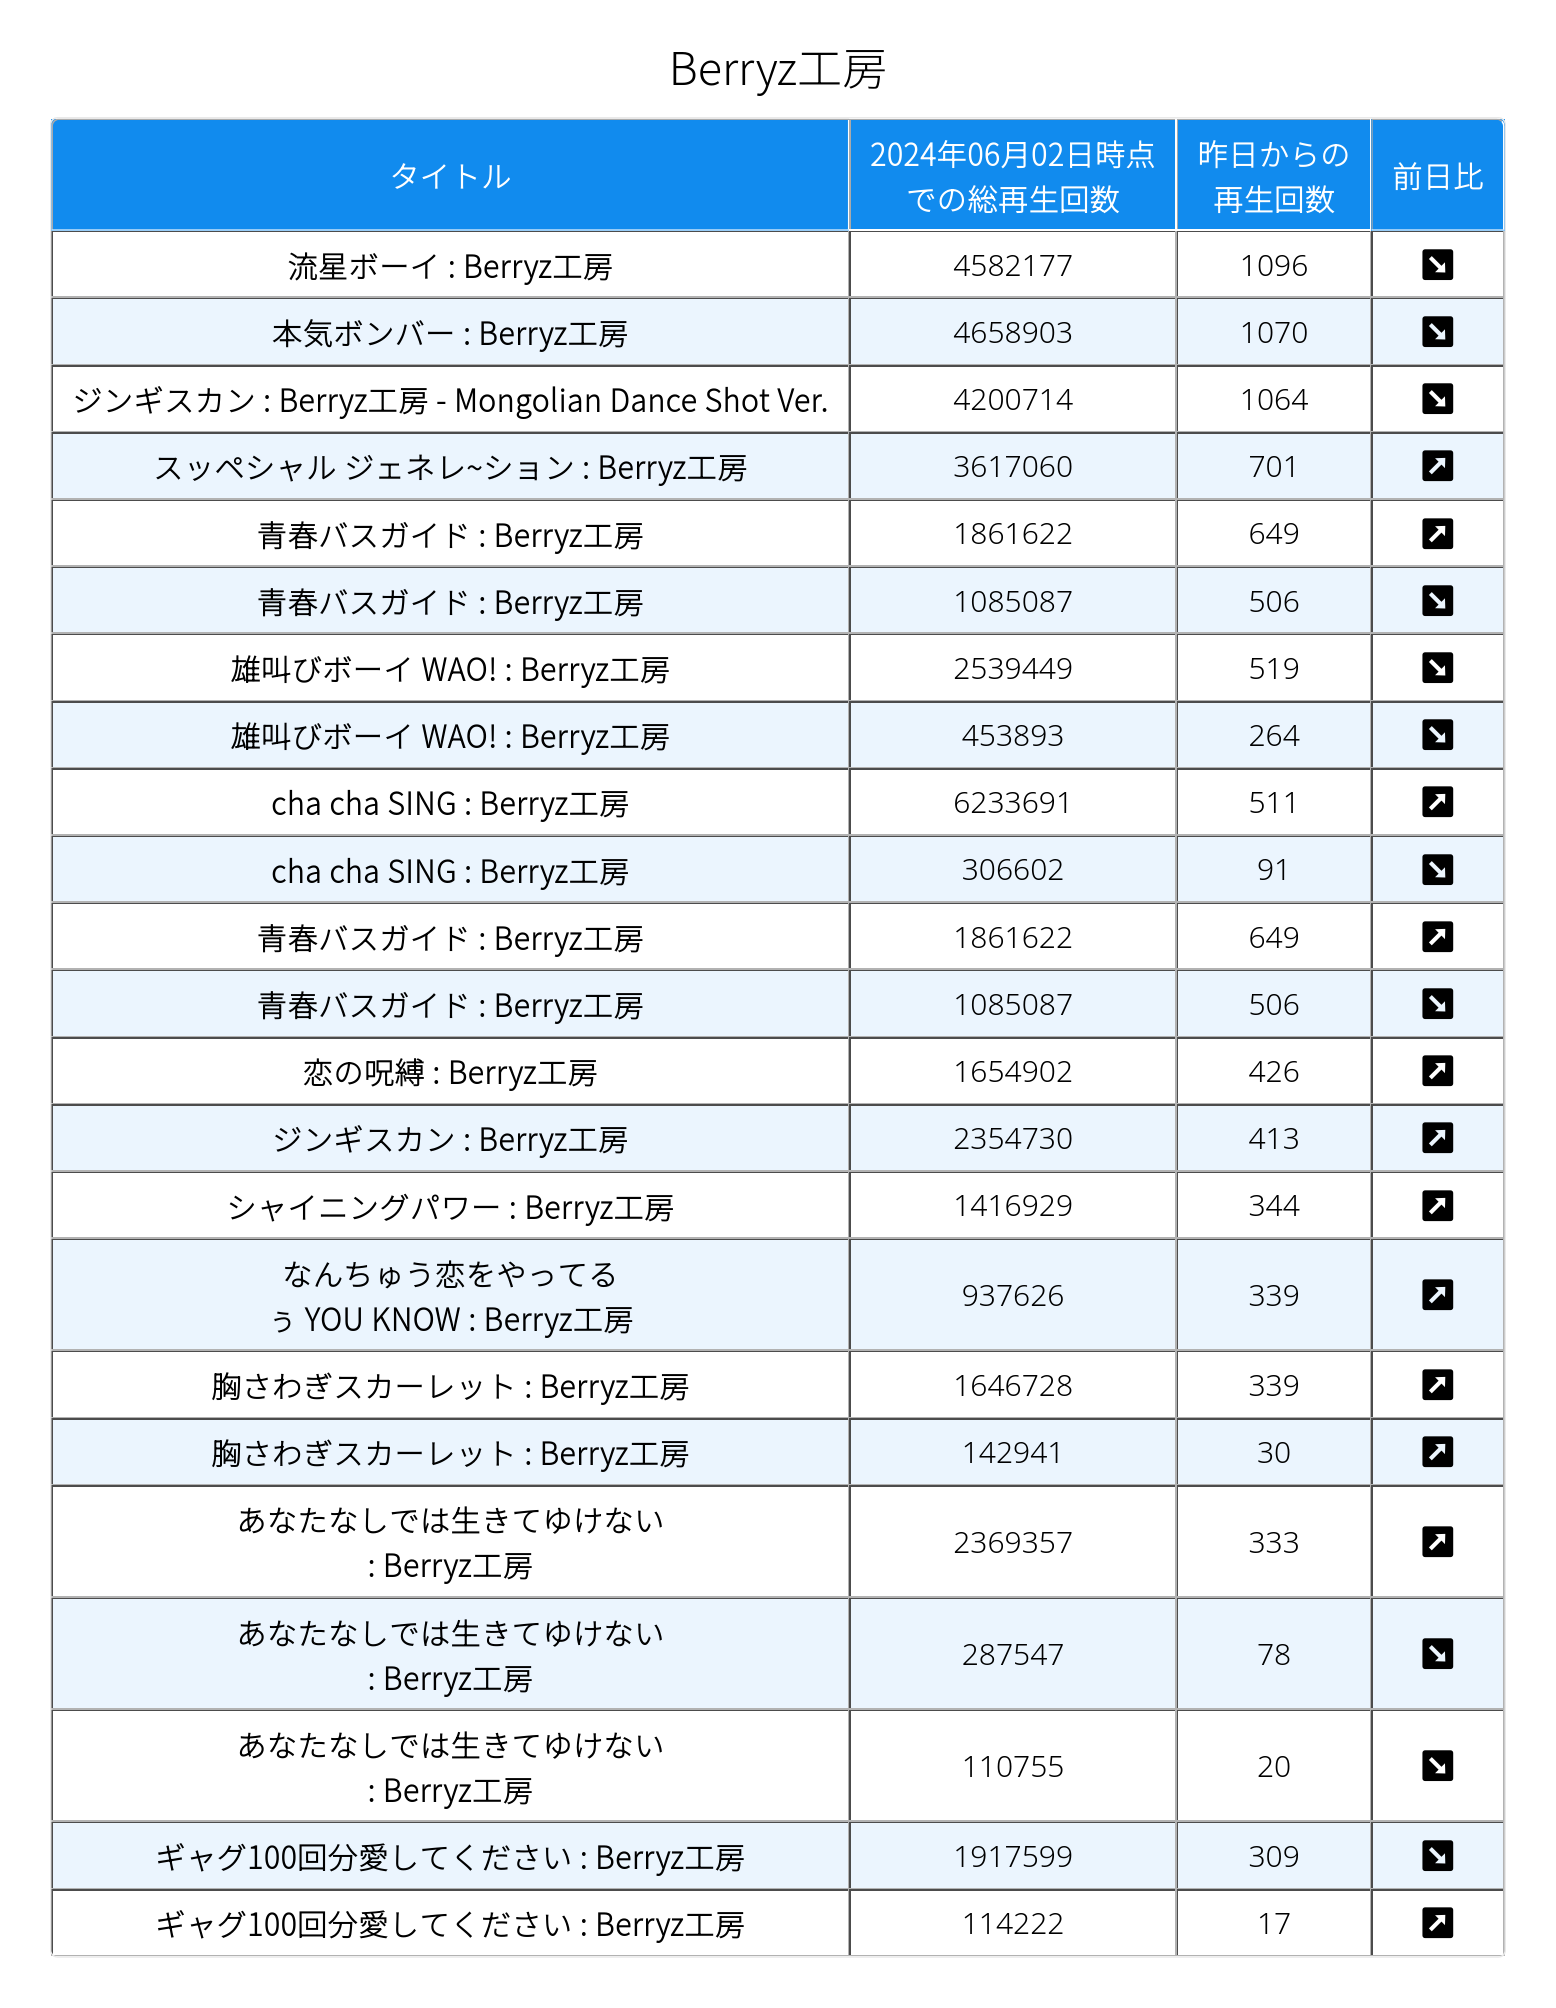 Berryz工房
タイトル
2024年06月02日時点
での総再生回数
昨日からの
再生回数
前日比
流星ボーイ : Berryz工房 4582177 1096
本気ボンバー : Berryz工房 4658903 1070
ジンギスカン : Berryz工房 - Mongolian Dance Shot Ver. 4200714 1064
スッペシャル ジェネレ~ション : Berryz工房 3617060 701
青春バスガイド : Berryz工房 1861622 649
青春バスガイド : Berryz工房 1085087 506
雄叫びボーイ WAO! : Berryz工房 2539449 519
雄叫びボーイ WAO! : Berryz工房 453893 264
cha cha SING : Berryz工房 6233691 511
cha cha SING : Berryz工房 306602 91
青春バスガイド : Berryz工房 1861622 649
青春バスガイド : Berryz工房 1085087 506
恋の呪縛 : Berryz工房 1654902 426
ジンギスカン : Berryz工房 2354730 413
シャイニングパワー : Berryz工房 1416929 344
なんちゅう恋をやってる
ぅ YOU KNOW : Berryz工房 937626 339
胸さわぎスカーレット : Berryz工房 1646728 339
胸さわぎスカーレット : Berryz工房 142941 30
あなたなしでは生きてゆけない
: Berryz工房 2369357 333
あなたなしでは生きてゆけない
: Berryz工房 287547 78
あなたなしでは生きてゆけない
: Berryz工房 110755 20
ギャグ100回分愛してください : Berryz工房 1917599 309
ギャグ100回分愛してください : Berryz工房 114222 17